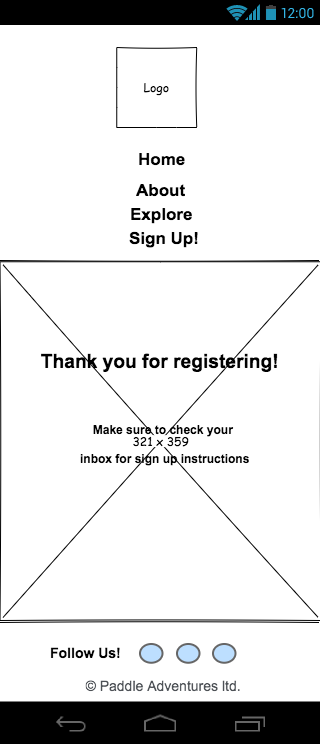 12:00
Logo
Home
About
Explore
Sign Up!
Thank you for registering!
Make sure to check your
321 x 359
inbox for sign up instructions
Follow Us!
© Paddle Adventures ltd.